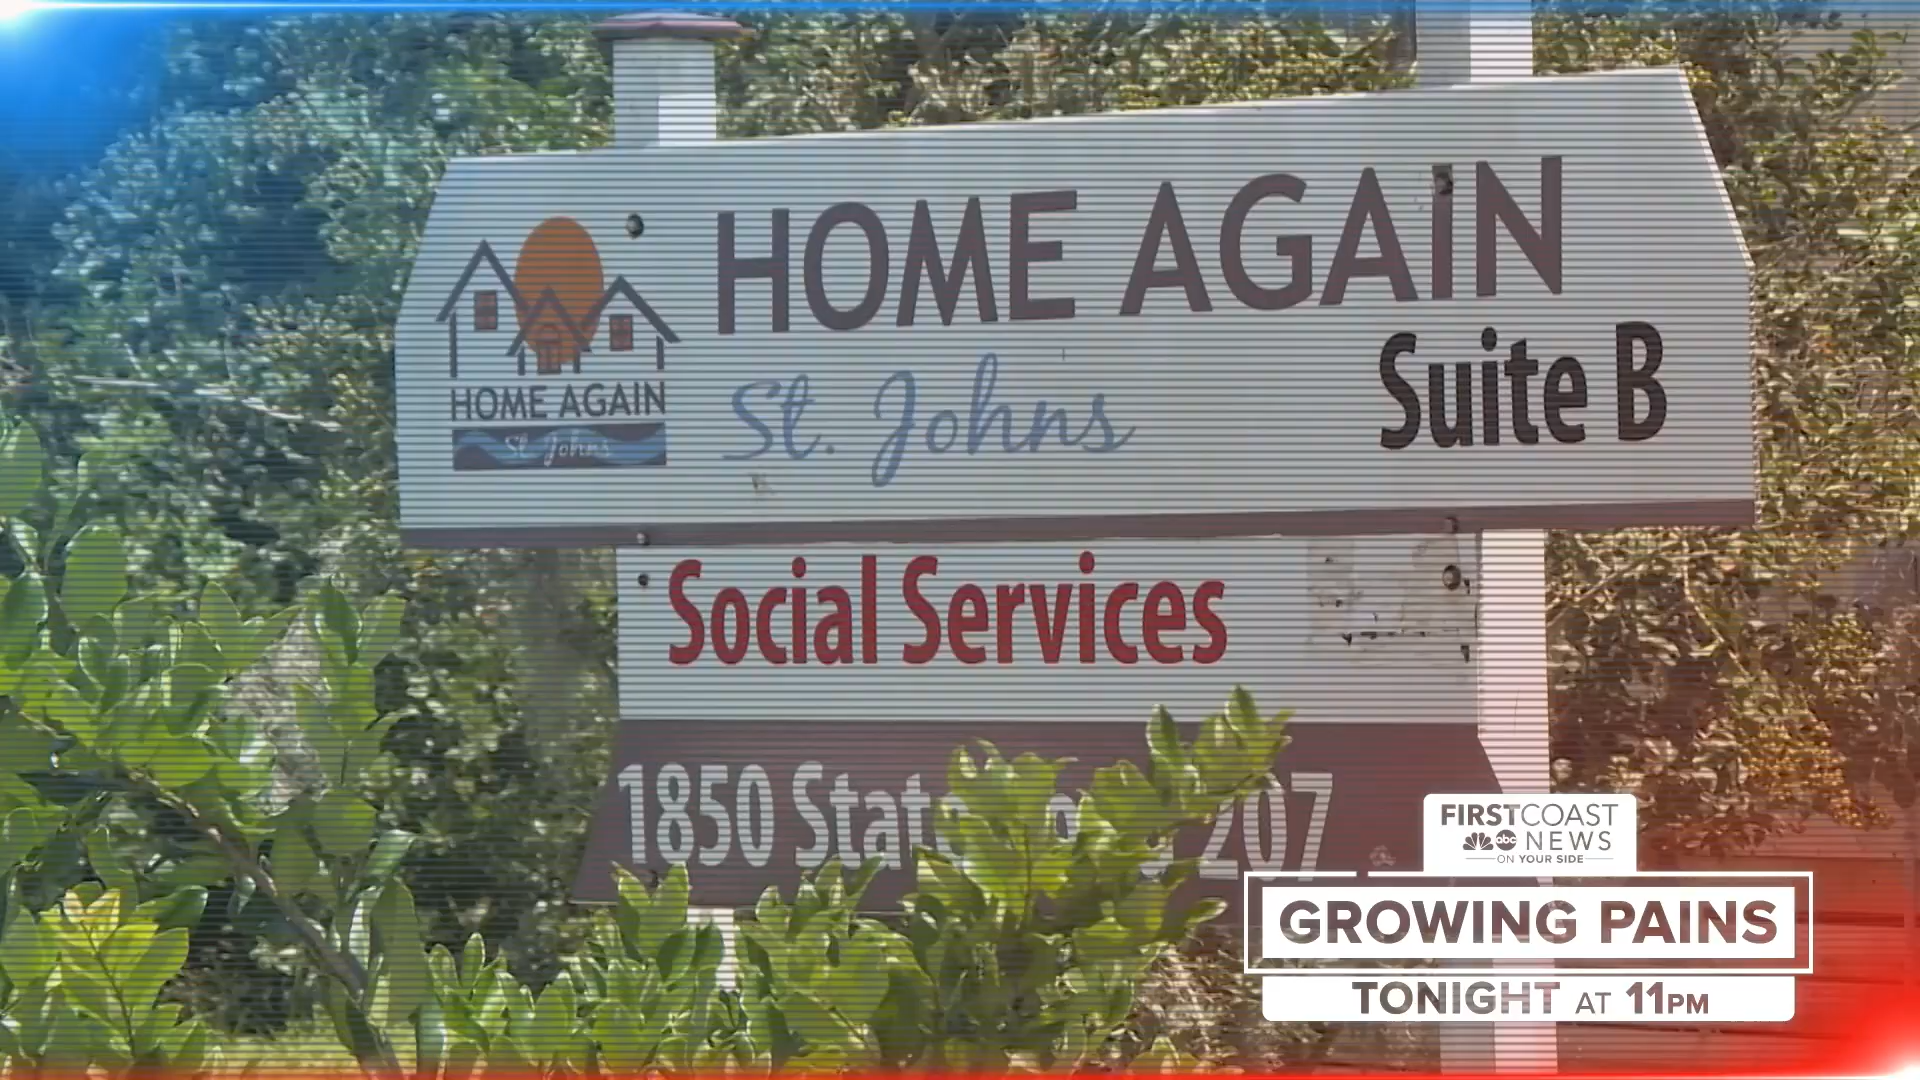 HOME AGAIN
St. Johns
Suite B
HOME AGAIN
St. Johns
Social Services
1850 State 207
FIRST COAST
abc NEWS
ON YOUR SIDE
GROWING PAINS
TONIGHT AT 11PM